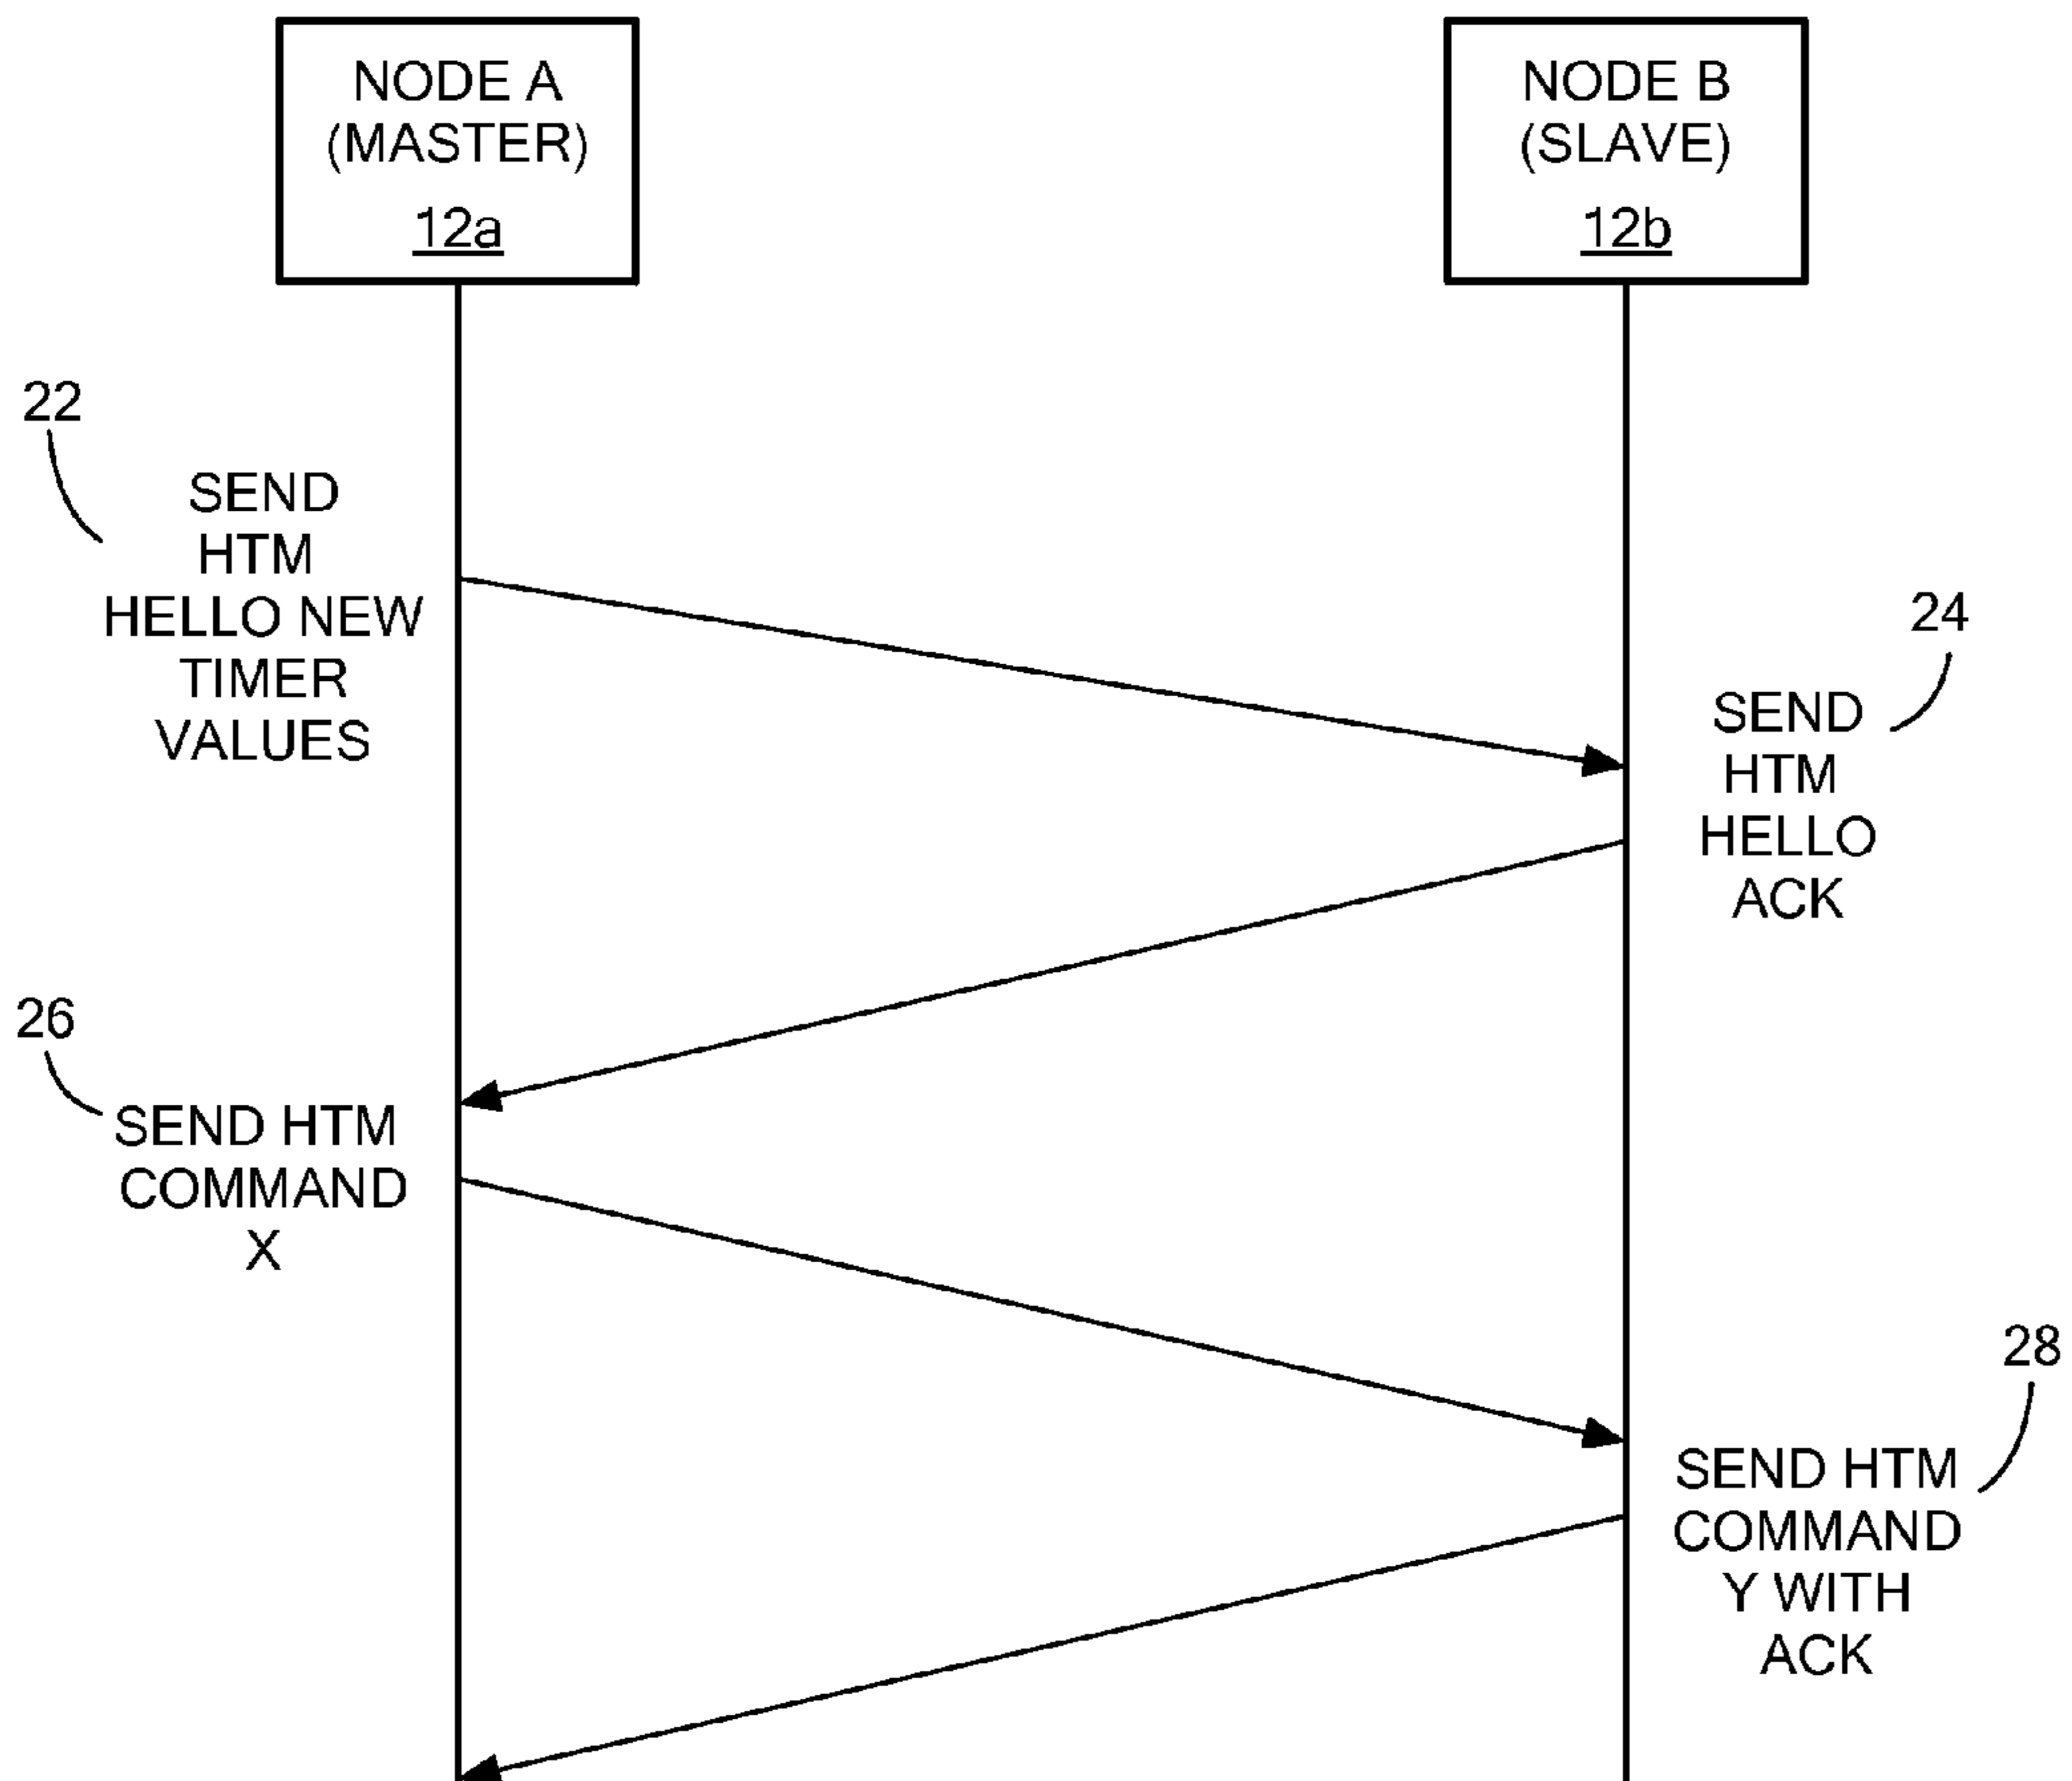 NODE A
(MASTER)
12a
NODE B
(SLAVE)
12b
22
SEND
HTM
HELLO NEW
TIMER
VALUES
24
SEND
HTM
HELLO
ACK
26
SEND HTM
COMMAND
X
28
SEND HTM
COMMAND
Y WITH
ACK